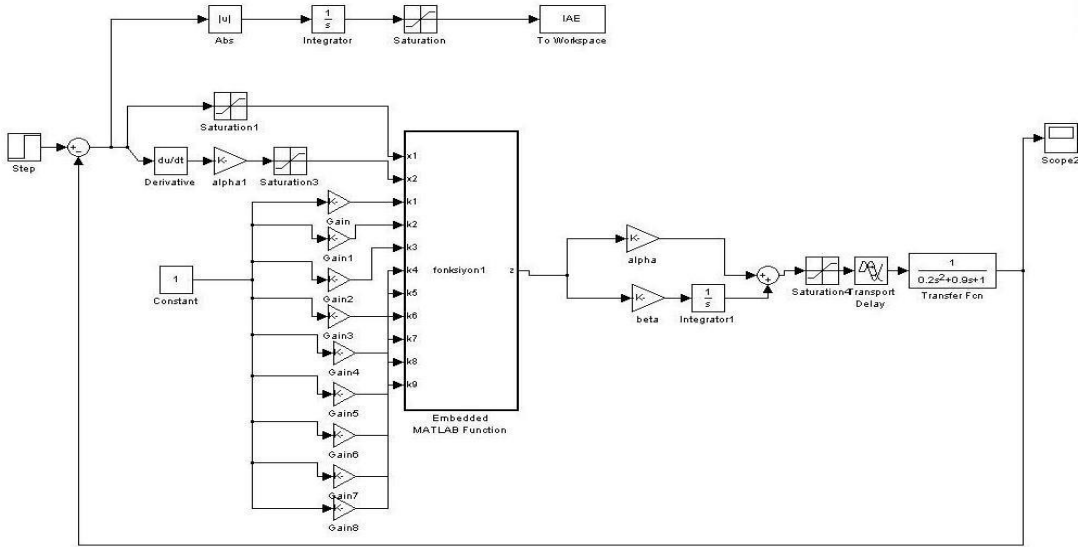 |u|
Abs
1
s
Integrator
Saturation
IAE
To Workspace
Step
Saturation1
du/dt
Derivative
K-
alpha1
Saturation3
x1
x2
k1
k2
k3
k4
k5
k6
k7
k8
k9
fonksiyon1
z
Embedded
MATLAB Function
1
Constant
K-
Gain
K-
Gain1
K-
Gain2
K-
Gain3
K-
Gain4
K-
Gain5
K-
Gain6
K-
Gain7
K-
Gain8
K-
alpha
K-
beta
1
s
Integrator1
Saturation4
Transport
Delay
1
0.2s²+0.9s+1
Transfer Fcn
Scope2